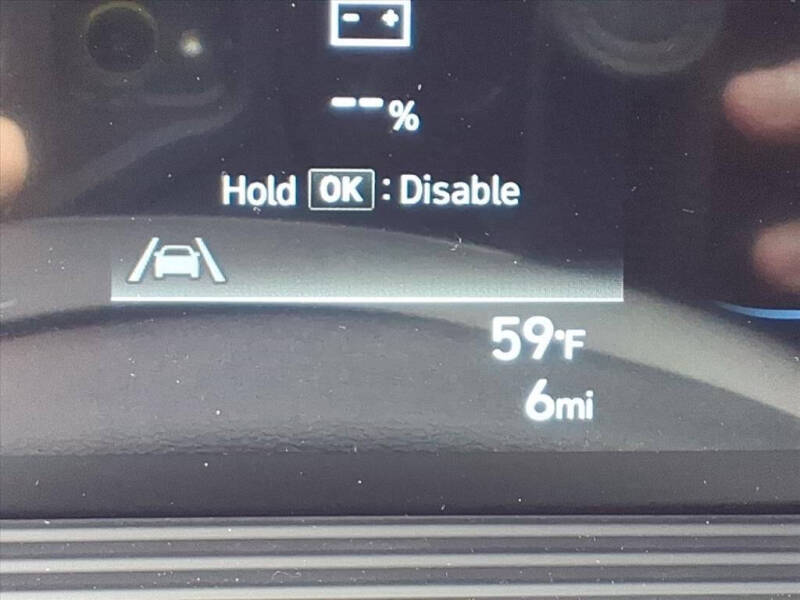 - +
--%
Hold OK : Disable
59°F
6mi